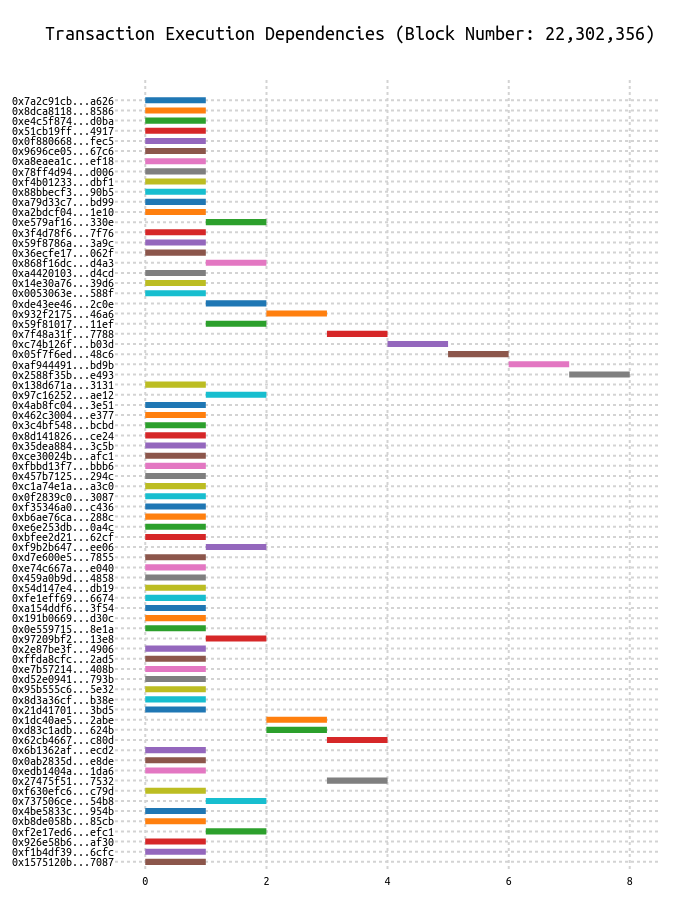 Transaction Execution Dependencies (Block Number: 22,302,356)
0x7a2c91cb...a626
0x8dca8118...8586
0xe4c5f874...d0ba
0x51cb19ff...4917
0x0f880668...fec5
0x9696ce05...67c6
0xa8eaea1c...ef18
0x78ff4d94...d006
0xf4b01233...dbf1
0x88bbecf3...90b5
0xa79d33c7...bd99
0xa2bdcf04...1e10
0xe579af16...330e
0x3f4d78f6...7f76
0x59f8786a...3a9c
0x36ecfe17...062f
0x868f16dc...d4a3
0xa4420103...d4cd
0x14e30a76...39d6
0x0053063e...588f
0xde43ee46...2c0e
0x932f2175...46a6
0x59f81017...11ef
0x7f48a31f...7788
0xc74b126f...b03d
0x05f7f6ed...48c6
0xaf944491...bd9b
0x2588f35b...e493
0x138d671a...3131
0x97c16252...ae12
0x4ab8fc04...3e51
0x462c3004...e377
0x3c4bf548...bcbd
0x8d141826...ce24
0x35dea884...3c5b
0xce30024b...afc1
0xfbbd13f7...bbb6
0x457b7125...294c
0xc1a74e1a...a3c0
0x0f2839c0...3087
0xf35346a0...c436
0xb6ae76ca...288c
0xe6e253db...0a4c
0xbfee2d21...62cf
0xf9b2b647...ee06
0xd7e600e5...7855
0xe74c667a...e040
0x459a0b9d...4858
0x54d147e4...db19
0xfe1eff69...6674
0xa154ddf6...3f54
0x191b0669...d30c
0x0e559715...8e1a
0x97209bf2...13e8
0x2e87be3f...4906
0xffda8cfc...2ad5
0xe7b57214...408b
0xd52e0941...793b
0x95b555c6...5e32
0x8d3a36cf...b38e
0x21d41701...3bd5
0x1dc40ae5...2abe
0xd83c1adb...624b
0x62cb4667...c80d
0x6b1362af...ecd2
0x0ab2835d...e8de
0xedb1404a...1da6
0x27475f51...7532
0xf630efc6...c79d
0x737506ce...54b8
0x4be5833c...954b
0xb8de058b...85cb
0xf2e17ed6...efc1
0x926e58b6...af30
0xf1b4df39...6cfc
0x1575120b...7087
0 2 4 6 8